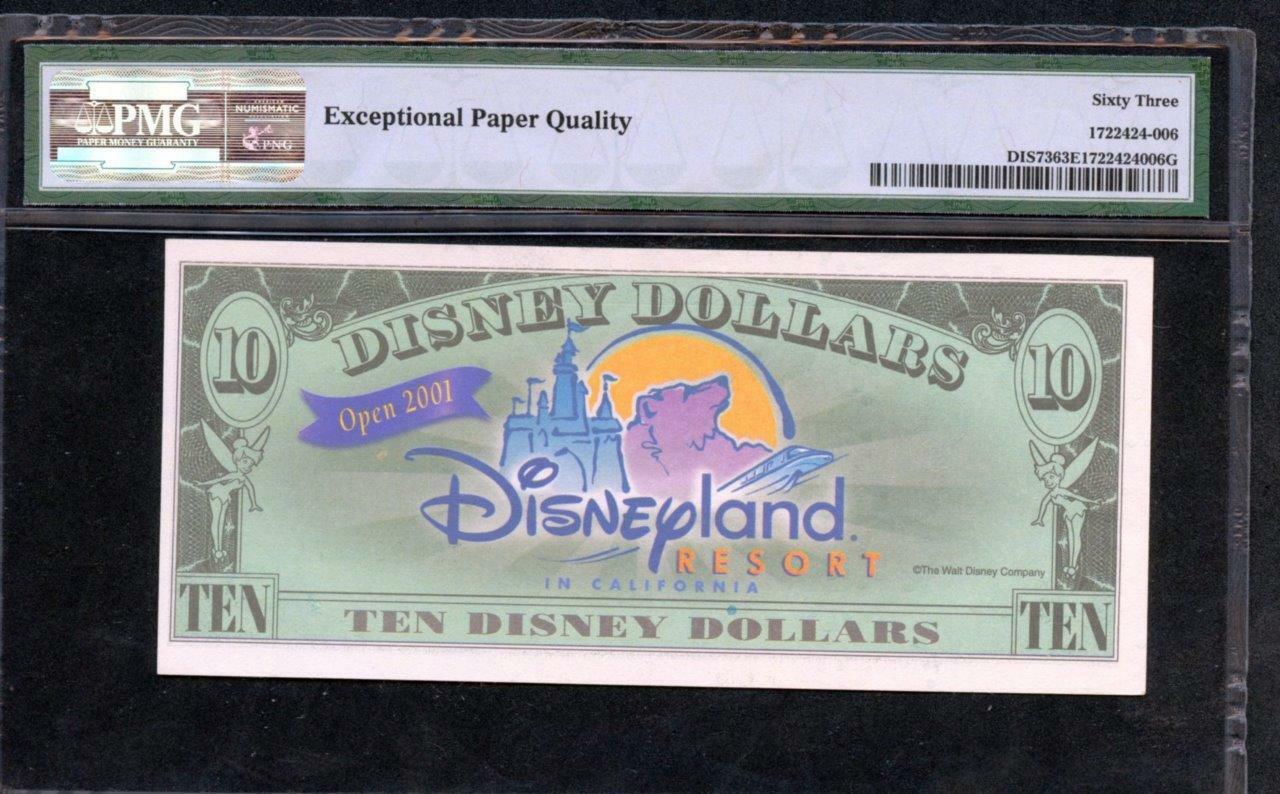 PMG
PAPER MONEY GUARANTY
NUMISMATIC
PNG
Exceptional Paper Quality
Sixty Three
1722424-006
DIS7363E1722424006G
DISNEY DOLLARS
10
10
Open 2001
Disneyland
RESORT
IN CALIFORNIA
©The Walt Disney Company
TEN
TEN DISNEY DOLLARS
TEN